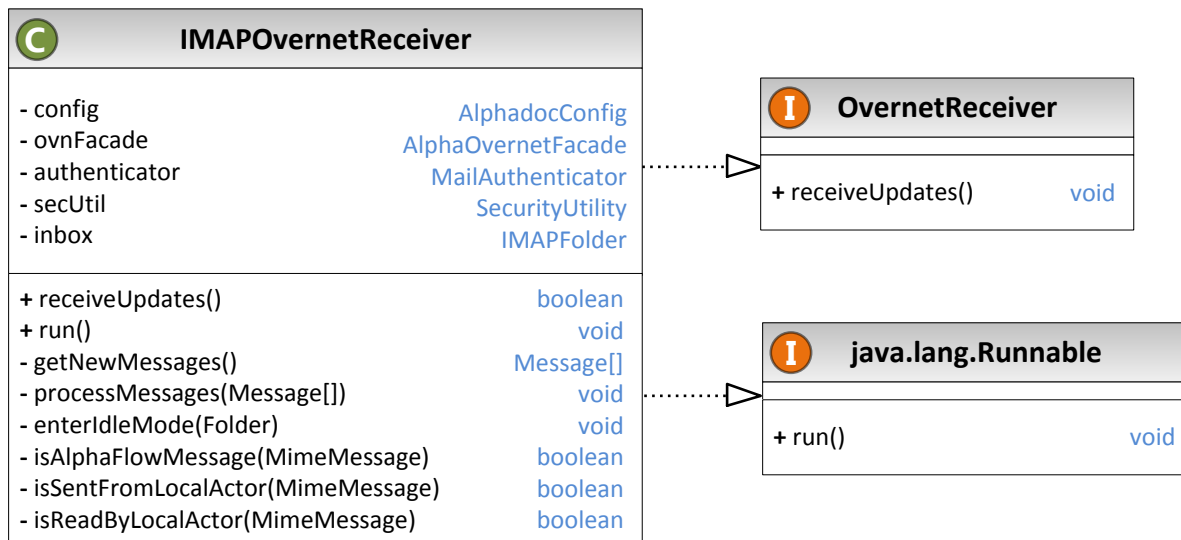 C IMAPOvernetReceiver
- config AlphadocConfig
- ovnFacade AlphaOvernetFacade
- authenticator MailAuthenticator
- secUtil SecurityUtility
- inbox IMAPFolder
+ receiveUpdates() boolean
+ run() void
- getNewMessages() Message[]
- processMessages(Message[]) void
- enterIdleMode(Folder) void
- isAlphaFlowMessage(MimeMessage) boolean
- isSentFromLocalActor(MimeMessage) boolean
- isReadByLocalActor(MimeMessage) boolean
I OvernetReceiver
+ receiveUpdates() void
I java.lang.Runnable
+ run() void